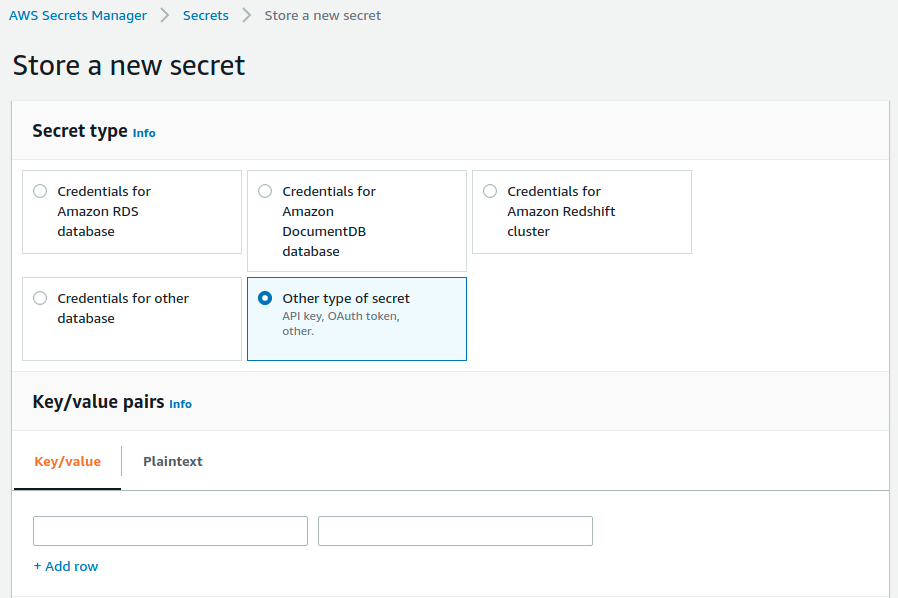 AWS Secrets Manager > Secrets > Store a new secret
Store a new secret
Secret type Info
Credentials for
Amazon RDS
database
Credentials for
Amazon
DocumentDB
database
Credentials for
Amazon Redshift
cluster
Credentials for other
database
Other type of secret
API key, OAuth token,
other.
Key/value pairs Info
Key/value Plaintext
+ Add row